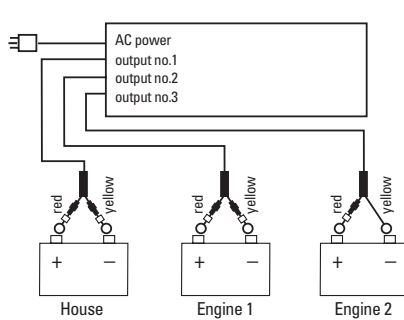 AC power
output no.1
output no.2
output no.3
red
yellow
red
yellow
red
yellow
+ –
+ –
+ –
House
Engine 1
Engine 2